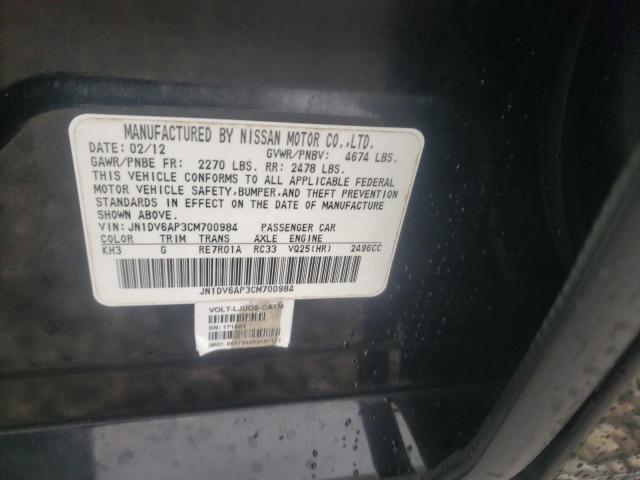 MANUFACTURED BY NISSAN MOTOR CO.,LTD.
DATE: 02/12 GVWR/PNBV: 4674 LBS.
GAWR/PNBE FR: 2270 LBS. RR: 2478 LBS.
THIS VEHICLE CONFORMS TO ALL APPLICABLE FEDERAL
MOTOR VEHICLE SAFETY, BUMPER, AND THEFT PREVENTION
STANDARDS IN EFFECT ON THE DATE OF MANUFACTURE
SHOWN ABOVE.
VIN: JN1DV6AP3CM700984 PASSENGER CAR
COLOR TRIM TRANS AXLE ENGINE
KH3 G RE7R01A RC33 VQ25(HR) 2496CC
JN1DV6AP3CM700984
SN: